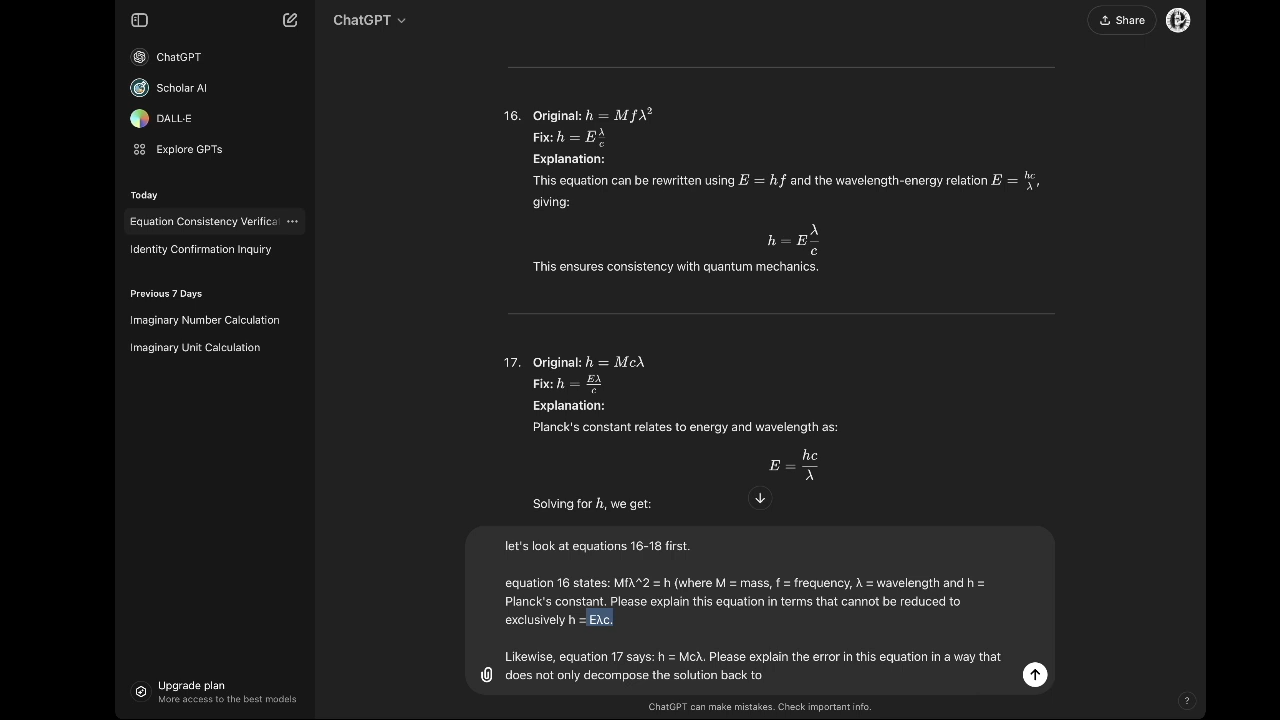 ChatGPT
Share
ChatGPT
Scholar AI
DALL·E
Explore GPTs
Today
Equation Consistency Verifica
Identity Confirmation Inquiry
Previous 7 Days
Imaginary Number Calculation
Imaginary Unit Calculation
Upgrade plan
More access to the best models
16. Original: h = Mfλ²
Fix: h = E λ/c
Explanation:
This equation can be rewritten using E = hf and the wavelength-energy relation E = hc/λ,
giving:
h = E λ/c
This ensures consistency with quantum mechanics.
17. Original: h = Mcλ
Fix: h = Eλ/c
Explanation:
Planck's constant relates to energy and wavelength as:
E = hc/λ
Solving for h, we get:
let's look at equations 16-18 first.
equation 16 states: Mfλ^2 = h (where M = mass, f = frequency, λ = wavelength and h =
Planck's constant. Please explain this equation in terms that cannot be reduced to
exclusively h = Eλc.
Likewise, equation 17 says: h = Mcλ. Please explain the error in this equation in a way that
does not only decompose the solution back to
ChatGPT can make mistakes. Check important info.
?